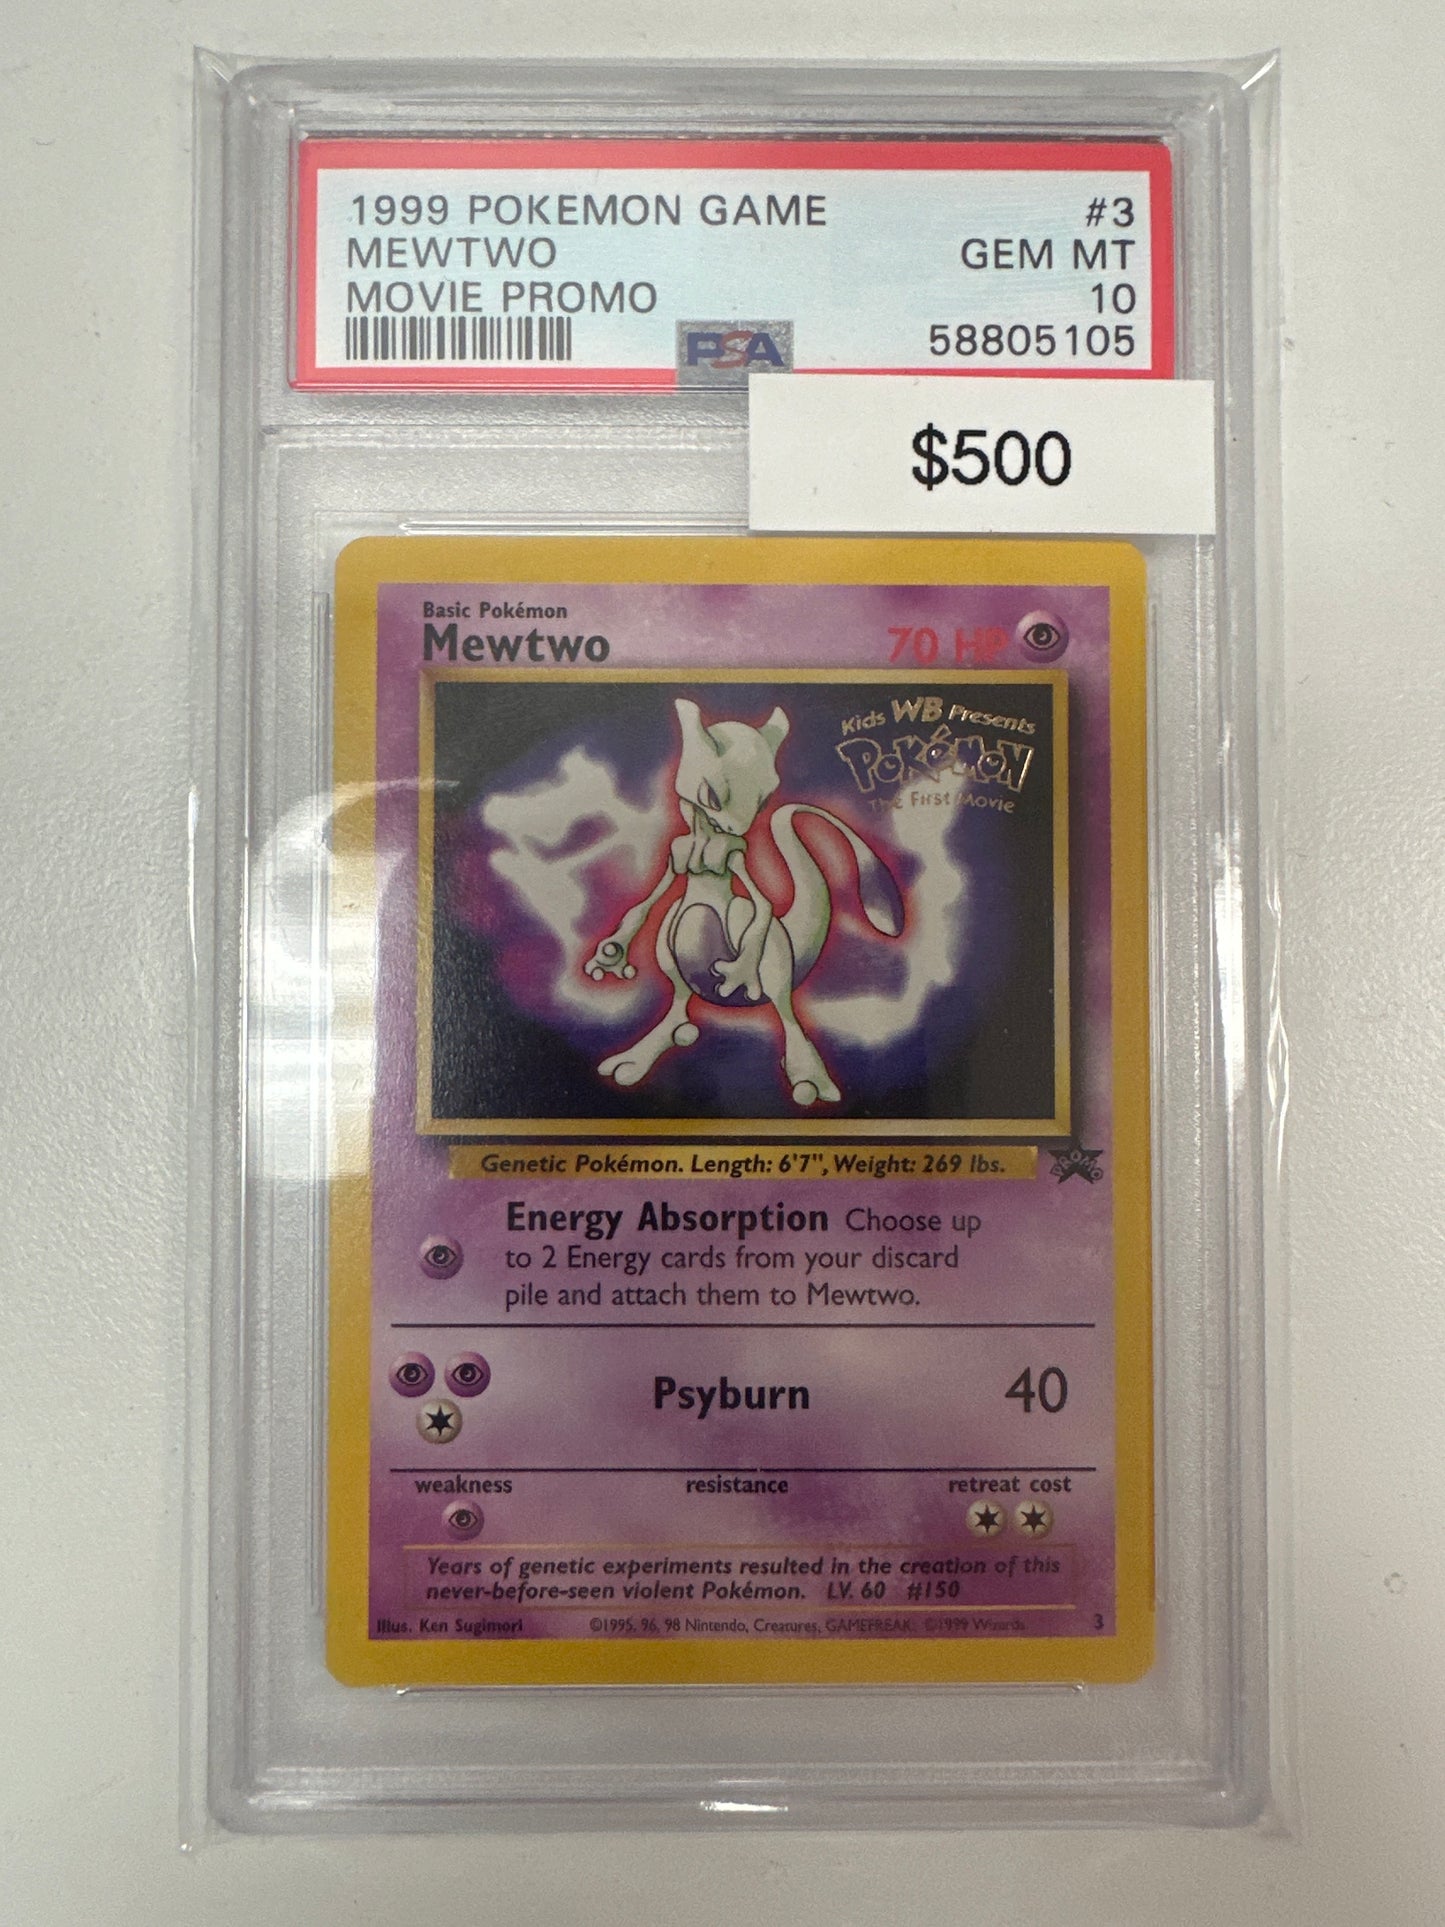 1999 POKEMON GAME #3
MEWTWO GEM MT
MOVIE PROMO 10
PSA 58805105
$500
Basic Pokémon
Mewtwo 70 HP
Kids WB Presents
POKéMON
The First Movie
Genetic Pokémon. Length: 6'7", Weight: 269 lbs.
PROMO
Energy Absorption Choose up
to 2 Energy cards from your discard
pile and attach them to Mewtwo.
Psyburn 40
weakness resistance retreat cost
Years of genetic experiments resulted in the creation of this
never-before-seen violent Pokémon. LV. 60 #150
Illus. Ken Sugimori ©1995, 96, 98 Nintendo, Creatures, GAMEFREAK. ©1999 Wizards. 3